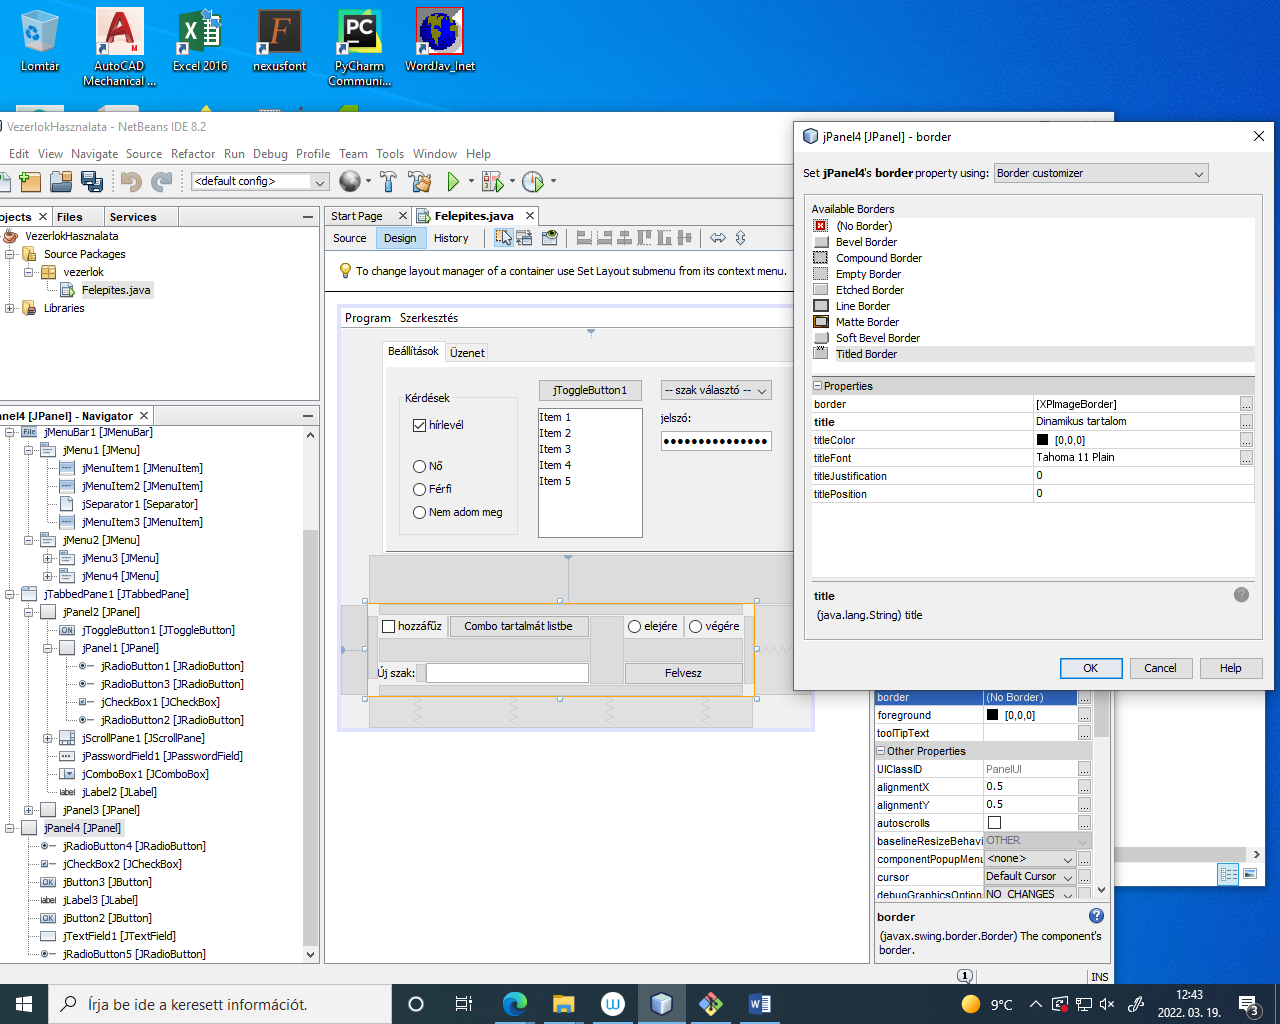 Lomtár
AutoCAD
Mechanical ...
Excel 2016
nexusfont
PyCharm
Communi...
WordJav_Inet
VezerlokHasznalata - NetBeans IDE 8.2
Edit View Navigate Source Refactor Run Debug Profile Team Tools Window Help
<default config>
ojects Files Services
VezerlokHasznalata
Source Packages
vezerlok
Felepites.java
Libraries
Start Page
Felepites.java
Source Design History
To change layout manager of a container use Set Layout submenu from its context menu.
Program Szerkesztés
Beállítások Üzenet
Kérdések
hírlevél
Nő
Férfi
Nem adom meg
jToggleButton1
Item 1
Item 2
Item 3
Item 4
Item 5
-- szak választó --
jelszó:
hozzáfűz Combo tartalmát listbe
elejére végére
Új szak:
Felvesz
anel4 [JPanel] - Navigator
jMenuBar1 [JMenuBar]
jMenu1 [JMenu]
jMenuItem1 [JMenuItem]
jMenuItem2 [JMenuItem]
jSeparator1 [Separator]
jMenuItem3 [JMenuItem]
jMenu2 [JMenu]
jMenu3 [JMenu]
jMenu4 [JMenu]
jTabbedPane1 [JTabbedPane]
jPanel2 [JPanel]
jToggleButton1 [JToggleButton]
jPanel1 [JPanel]
jRadioButton1 [JRadioButton]
jRadioButton3 [JRadioButton]
jCheckBox1 [JCheckBox]
jRadioButton2 [JRadioButton]
jScrollPane1 [JScrollPane]
jPasswordField1 [JPasswordField]
jComboBox1 [JComboBox]
jLabel2 [JLabel]
jPanel3 [JPanel]
jPanel4 [JPanel]
jRadioButton4 [JRadioButton]
jCheckBox2 [JCheckBox]
jButton3 [JButton]
jLabel3 [JLabel]
jButton2 [JButton]
jTextField1 [JTextField]
jRadioButton5 [JRadioButton]
jPanel4 [JPanel] - border
Set jPanel4's border property using: Border customizer
Available Borders
(No Border)
Bevel Border
Compound Border
Empty Border
Etched Border
Line Border
Matte Border
Soft Bevel Border
Titled Border
Properties
border [XPImageBorder]
title Dinamikus tartalom
titleColor [0,0,0]
titleFont Tahoma 11 Plain
titleJustification 0
titlePosition 0
title
(java.lang.String) title
OK Cancel Help
border (No Border)
foreground [0,0,0]
toolTipText
Other Properties
UIClassID PanelUI
alignmentX 0.5
alignmentY 0.5
autoscrolls
baselineResizeBehavi OTHER
componentPopupMenu <none>
cursor Default Cursor
debugGraphicsOption NO_CHANGES
border
(javax.swing.border.Border) The component's
border.
1 INS
Írja be ide a keresett információt.
9°C
12:43
2022. 03. 19.
3